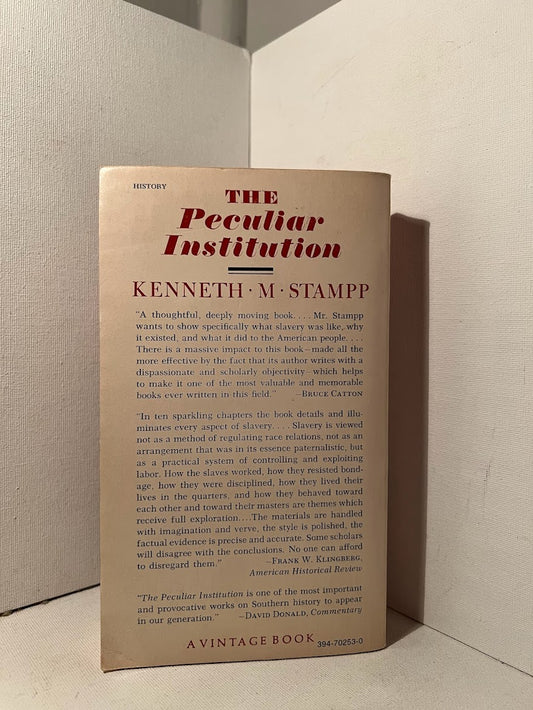 HISTORY
THE
Peculiar
Institution
KENNETH · M · STAMPP
“A thoughtful, deeply moving book.... Mr. Stampp
wants to show specifically what slavery was like, why
it existed, and what it did to the American people....
There is a massive impact to this book—made all the
more effective by the fact that its author writes with a
dispassionate and scholarly objectivity—which helps
to make it one of the most valuable and memorable
books ever written in this field.” —BRUCE CATTON
“In ten sparkling chapters the book details and illu-
minates every aspect of slavery.... Slavery is viewed
not as a method of regulating race relations, not as an
arrangement that was in its essence paternalistic, but
as a practical system of controlling and exploiting
labor. How the slaves worked, how they resisted bond-
age, how they were disciplined, how they lived their
lives in the quarters, and how they behaved toward
each other and toward their masters are themes which
receive full exploration....The materials are handled
with imagination and verve, the style is polished, the
factual evidence is precise and accurate. Some scholars
will disagree with the conclusions. No one can afford
to disregard them.” —FRANK W. KLINGBERG,
American Historical Review
“The Peculiar Institution is one of the most important
and provocative works on Southern history to appear
in our generation.” —DAVID DONALD, Commentary
A VINTAGE BOOK 394-70253-0